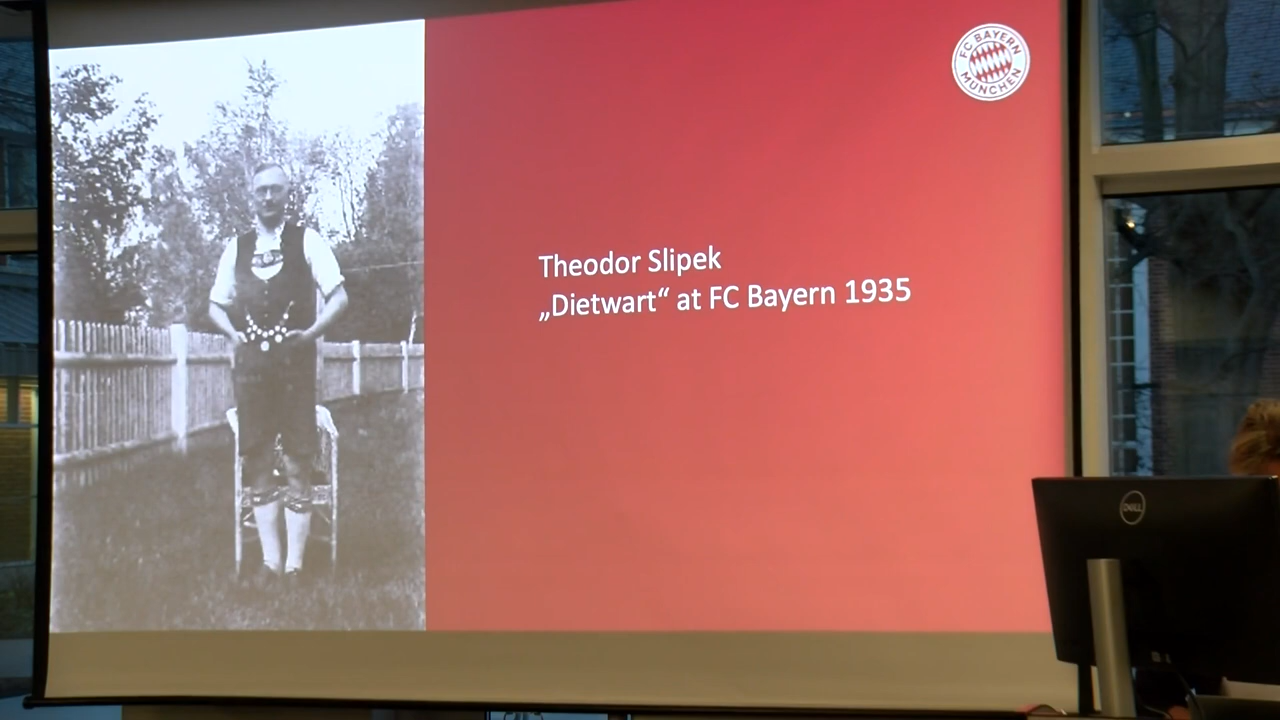 FC BAYERN
MÜNCHEN
Theodor Slipek
„Dietwart“ at FC Bayern 1935
DELL